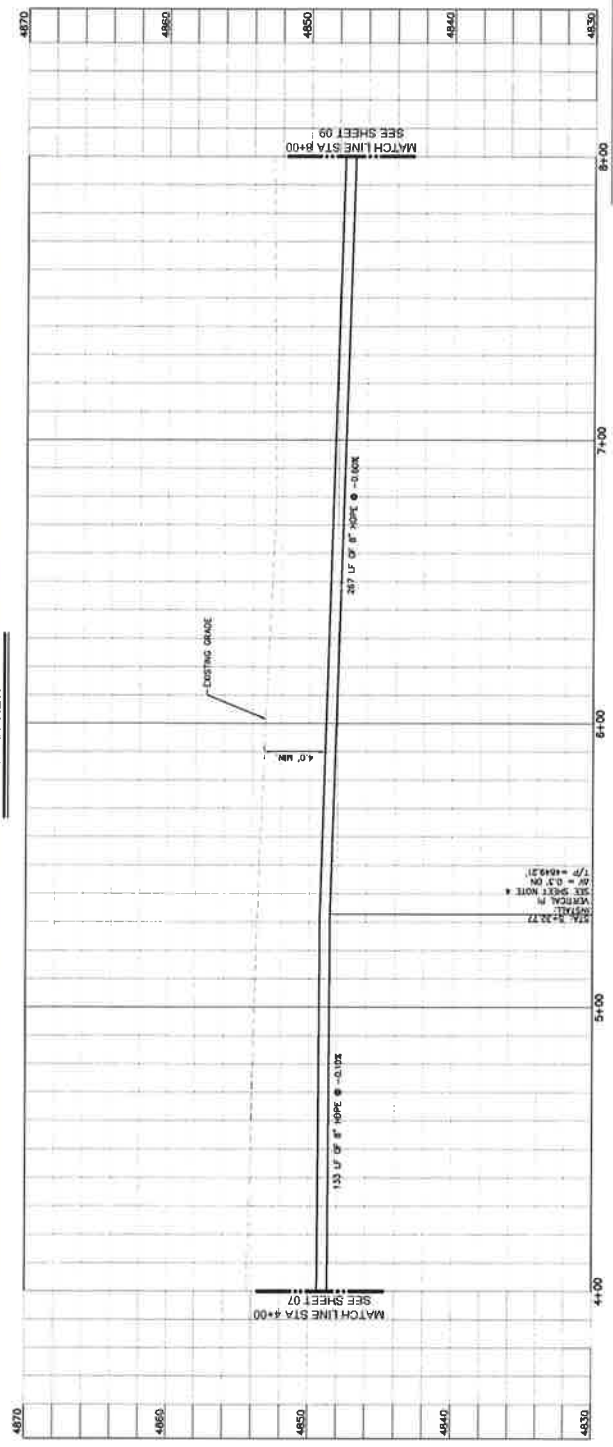 4870
4860
4850
4840
4830
MATCH LINE STA 4+00
SEE SHEET 07
133 LF OF 8" HDPE @ -0.10%
STA: 5+32.77
INSTALL:
VERTICAL PI
SEE SHEET NOTE 4
ΔV = 0.3° DN
T/P =4849.21'
4.0' MIN.
EXISTING GRADE
267 LF OF 8" HDPE @ -0.60%
MATCH LINE STA 8+00
SEE SHEET 09
4870
4860
4850
4840
4830
4+00
5+00
6+00
7+00
8+00